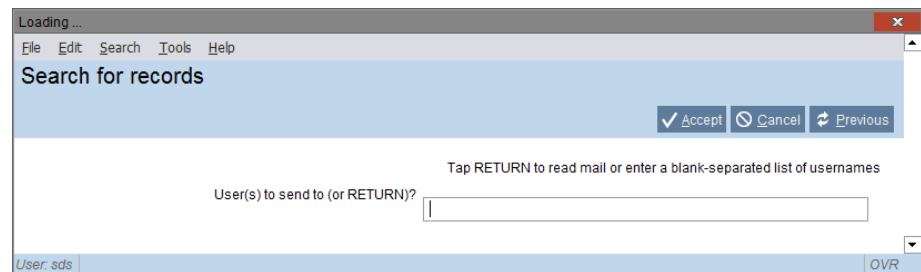 Loading ...
File Edit Search Tools Help
Search for records
Accept Cancel Previous
Tap RETURN to read mail or enter a blank-separated list of usernames
User(s) to send to (or RETURN)?
User: sds OVR